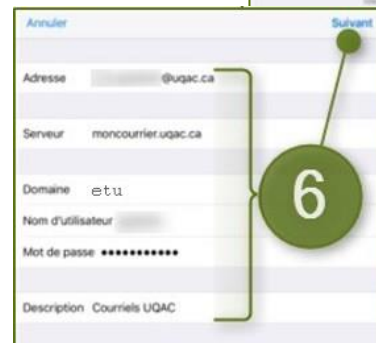 Annuler Suivant
Adresse @uqac.ca
Serveur moncourrier.uqac.ca
Domaine etu
Nom d'utilisateur
Mot de passe •••••••••••
Description Courriels UQAC
6